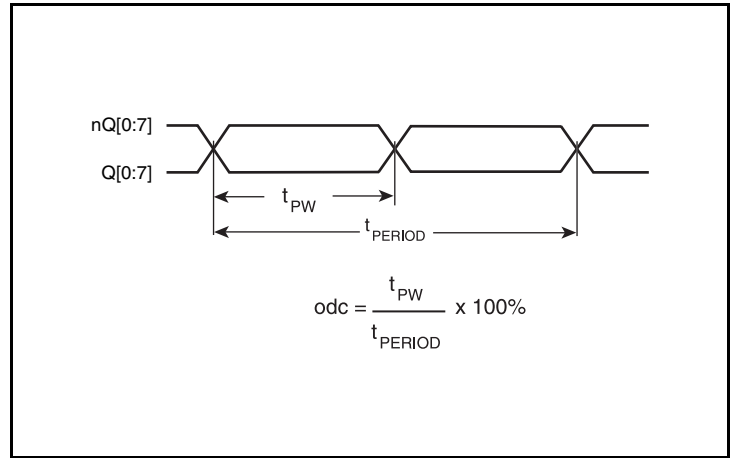 nQ[0:7]
Q[0:7]
tPW
tPERIOD
odc = tPW / tPERIOD x 100%